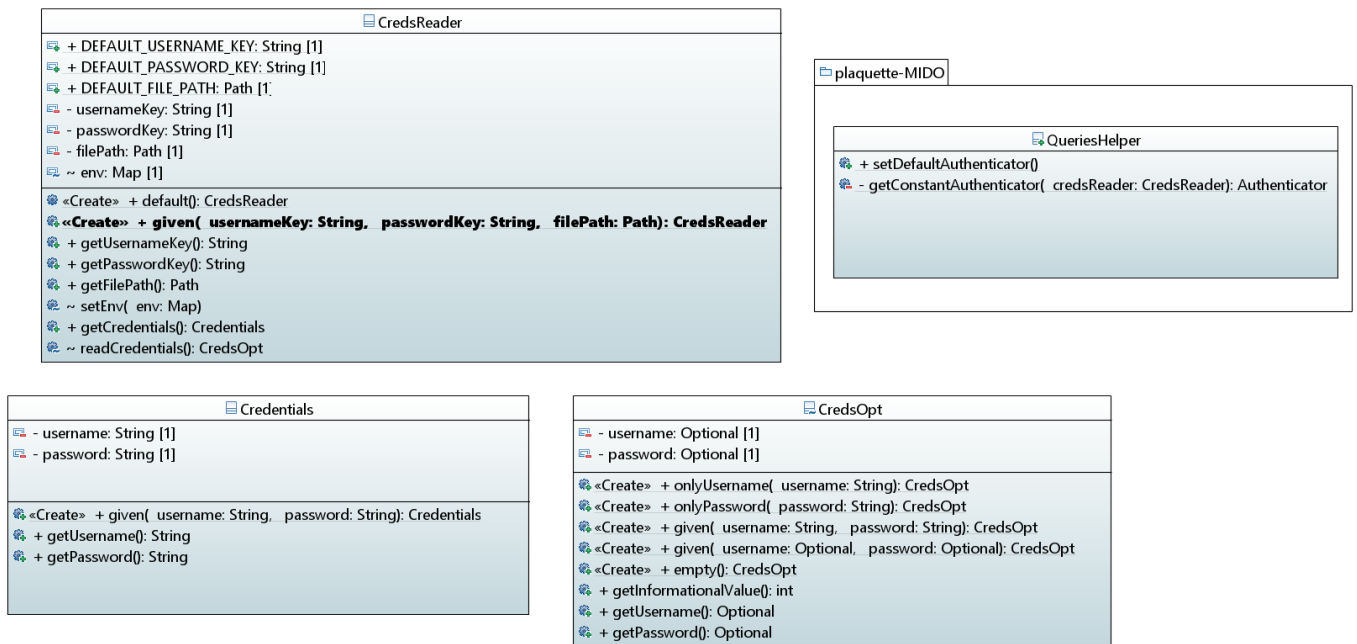 CredsReader
+ DEFAULT_USERNAME_KEY: String [1]
+ DEFAULT_PASSWORD_KEY: String [1]
+ DEFAULT_FILE_PATH: Path [1]
- usernameKey: String [1]
- passwordKey: String [1]
- filePath: Path [1]
~ env: Map [1]
«Create» + default(): CredsReader
«Create» + given( usernameKey: String, passwordKey: String, filePath: Path): CredsReader
+ getUsernameKey(): String
+ getPasswordKey(): String
+ getFilePath(): Path
~ setEnv( env: Map)
+ getCredentials(): Credentials
~ readCredentials(): CredsOpt
plaquette-MIDO
QueriesHelper
+ setDefaultAuthenticator()
- getConstantAuthenticator( credsReader: CredsReader): Authenticator
Credentials
- username: String [1]
- password: String [1]
«Create» + given( username: String, password: String): Credentials
+ getUsername(): String
+ getPassword(): String
CredsOpt
- username: Optional [1]
- password: Optional [1]
«Create» + onlyUsername( username: String): CredsOpt
«Create» + onlyPassword( password: String): CredsOpt
«Create» + given( username: String, password: String): CredsOpt
«Create» + given( username: Optional, password: Optional): CredsOpt
«Create» + empty(): CredsOpt
+ getInformationalValue(): int
+ getUsername(): Optional
+ getPassword(): Optional